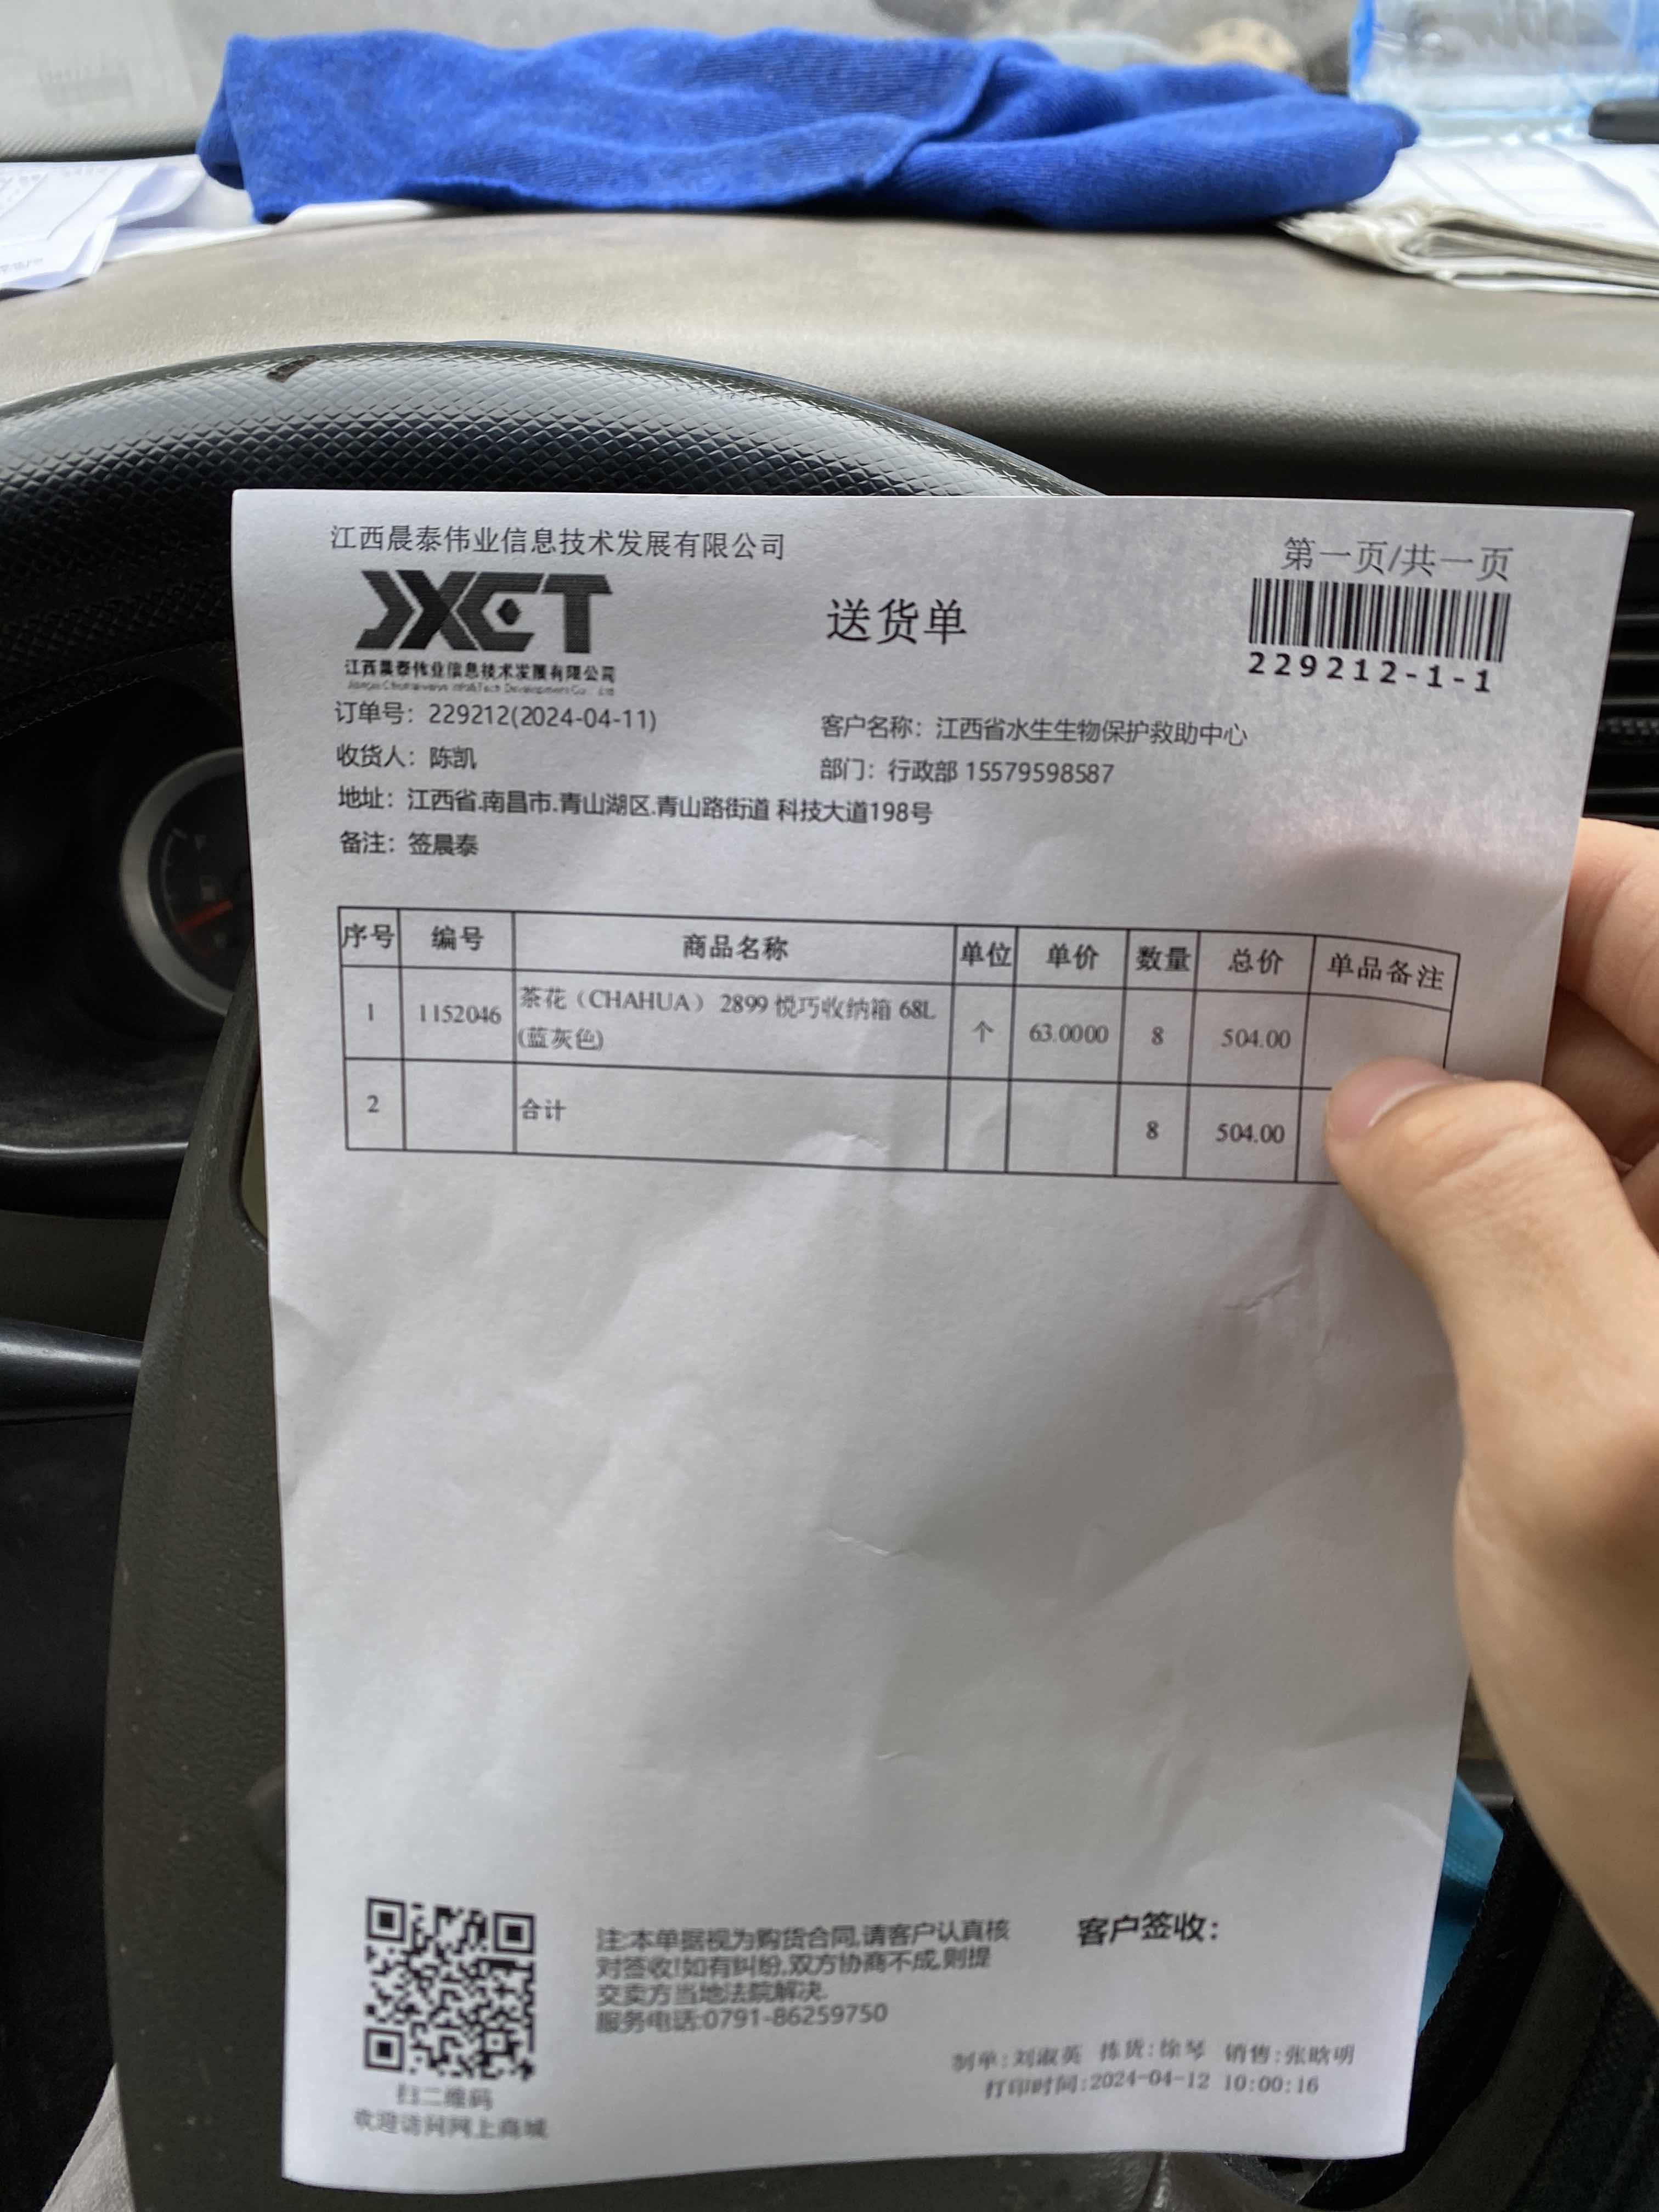 江西晨泰伟业信息技术发展有限公司
第一页/共一页
JXCT
江西晨泰伟业信息技术发展有限公司
送货单
229212-1-1
订单号：229212(2024-04-11)
客户名称：江西省水生生物保护救助中心
收货人：陈凯
部门：行政部 15579598587
地址：江西省.南昌市.青山湖区.青山路街道 科技大道198号
备注：签晨泰
序号 编号 商品名称 单位 单价 数量 总价 单品备注
1 1152046 茶花（CHAHUA） 2899 悦巧收纳箱 68L 个 63.0000 8 504.00
(蓝灰色)
2 合计 8 504.00
注:本单据视为购货合同,请客户认真核
对签收!如有纠纷,双方协商不成,则提
交卖方当地法院解决.
服务电话:0791-86259750
客户签收：
制单:刘淑英 拣货:徐琴 销售:张晗明
打印时间:2024-04-12 10:00:16
扫二维码
欢迎访问网上商城